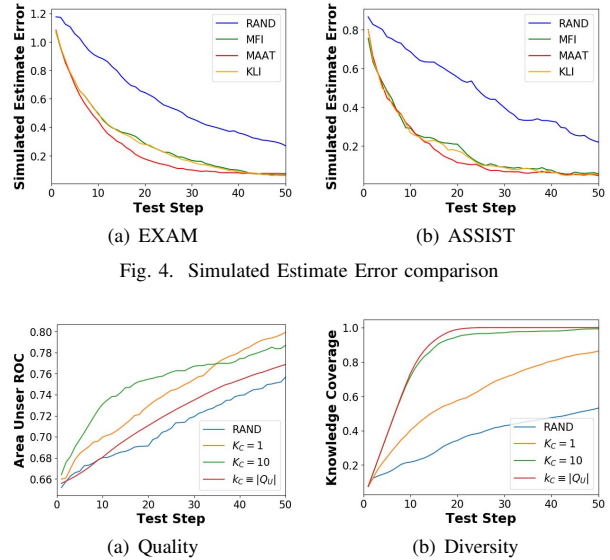 1.2
1.0
0.8
0.6
0.4
0.2
0 10 20 30 40 50
Simulated Estimate Error
Test Step
RAND
MFI
MAAT
KLI
(a) EXAM
0.8
0.6
0.4
0.2
0 10 20 30 40 50
Simulated Estimate Error
Test Step
RAND
MFI
MAAT
KLI
(b) ASSIST
Fig. 4. Simulated Estimate Error comparison
0.80
0.78
0.76
0.74
0.72
0.70
0.68
0.66
0 10 20 30 40 50
Area Unser ROC
Test Step
RAND
K_C = 1
K_C = 10
k_C ≡ |Q_U|
(a) Quality
1.0
0.8
0.6
0.4
0.2
0 10 20 30 40 50
Knowledge Coverage
Test Step
RAND
K_C = 1
K_C = 10
k_C ≡ |Q_U|
(b) Diversity